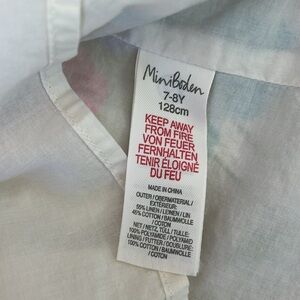 MiniBoden
7-8Y
128cm
KEEP AWAY
FROM FIRE
VON FEUER
FERNHALTEN
TENIR ÉLOIGNÉ
DU FEU
MADE IN CHINA
OUTER / OBERMATERIAL /
EXTÉRIEUR:
55% LINEN / LEINEN / LIN
45% COTTON / BAUMWOLLE
/ COTON
NET / NETZ, TÜLL / TULLE:
100% POLYAMIDE / POLYAMID
LINING / FUTTER / DOUBLURE:
100% COTTON / BAUMWOLLE
/ COTON